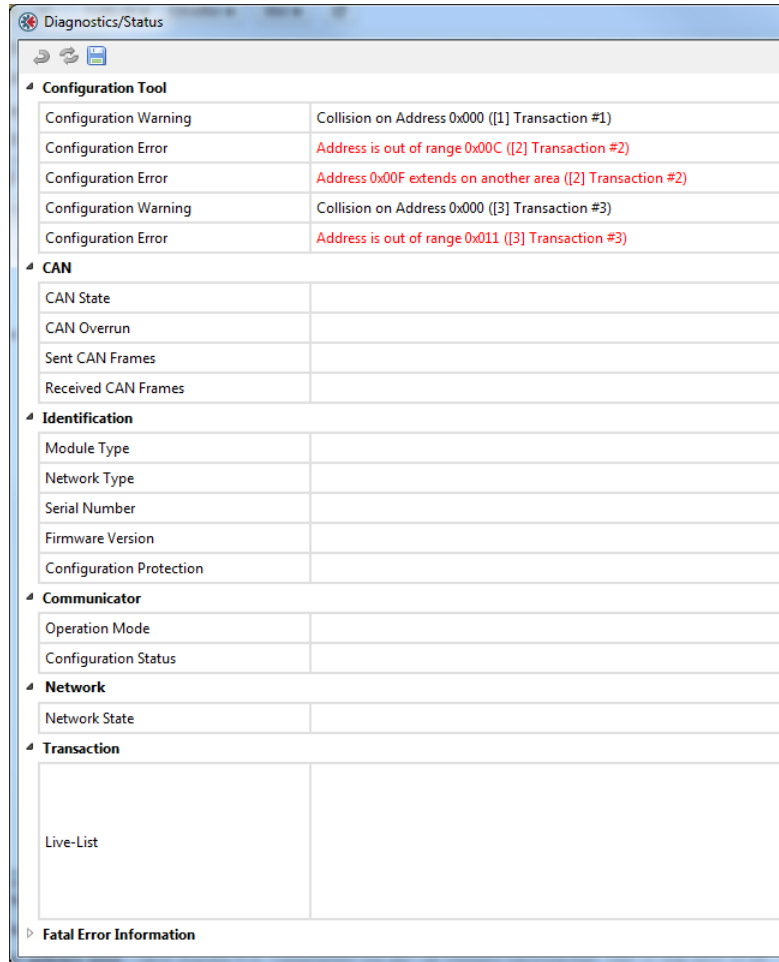 Diagnostics/Status
Configuration Tool
Configuration Warning Collision on Address 0x000 ([1] Transaction #1)
Configuration Error Address is out of range 0x00C ([2] Transaction #2)
Configuration Error Address 0x00F extends on another area ([2] Transaction #2)
Configuration Warning Collision on Address 0x000 ([3] Transaction #3)
Configuration Error Address is out of range 0x011 ([3] Transaction #3)
CAN
CAN State
CAN Overrun
Sent CAN Frames
Received CAN Frames
Identification
Module Type
Network Type
Serial Number
Firmware Version
Configuration Protection
Communicator
Operation Mode
Configuration Status
Network
Network State
Transaction
Live-List
Fatal Error Information